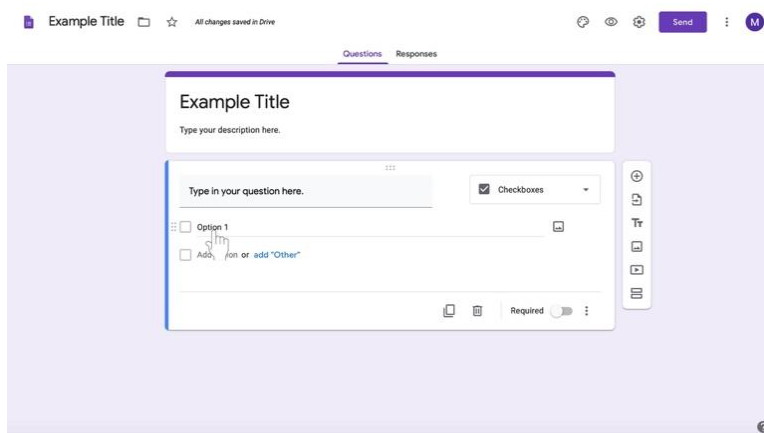 Example Title
All changes saved in Drive
Send
M
Questions Responses
Example Title
Type your description here.
Type in your question here.
Checkboxes
Option 1
or add "Other"
Required